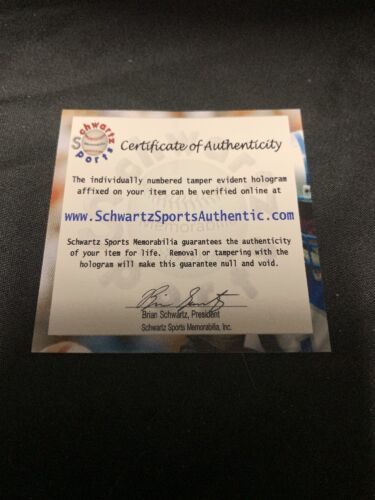 Schwartz
Sports
Certificate of Authenticity
The individually numbered tamper evident hologram
affixed on your item can be verified online at
www.SchwartzSportsAuthentic.com
Schwartz Sports Memorabilia guarantees the authenticity
of your item for life. Removal or tampering with the
hologram will make this guarantee null and void.
Brian Schwartz, President
Schwartz Sports Memorabilia, Inc.